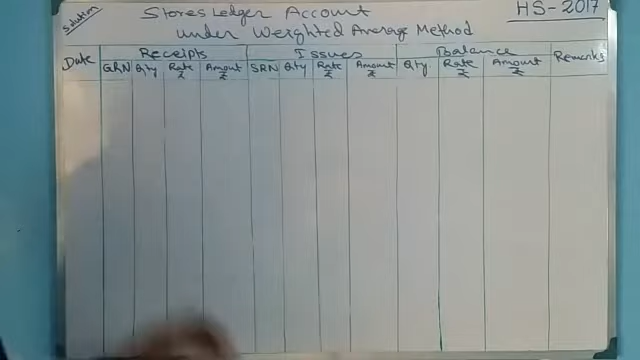 Solution
Stores Ledger Account
HS-2017
under Weighted Average Method
Date Receipts Issues Balance Remarks
GRN Qty Rate ₹ Amount ₹ SRN Qty Rate ₹ Amount ₹ Qty Rate ₹ Amount ₹